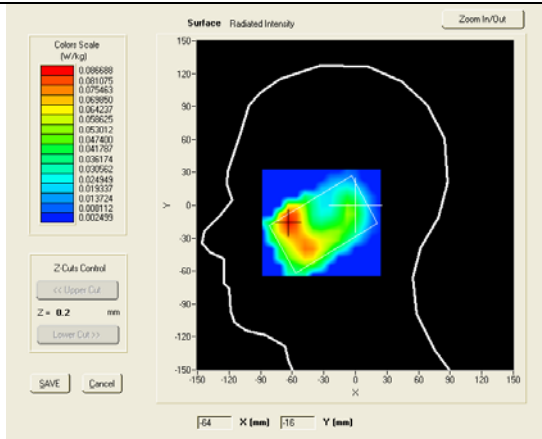 Surface Radiated Intensity
Zoom In/Out
Colors Scale
(W/kg)
0.086688
0.081075
0.075463
0.069850
0.064237
0.058625
0.053012
0.047400
0.041787
0.036174
0.030562
0.024949
0.019337
0.013724
0.008112
0.002499
150-
120-
90-
60-
30-
0-
-30-
-60-
-90-
-120-
-150-
Y
-150 -120 -90 -60 -30 0 30 60 90 120 150
X
Z-Cuts Control
<< Upper Cut
Z = 0.2 mm
Lower Cut >>
SAVE Cancel
-64 X (mm) -16 Y (mm)